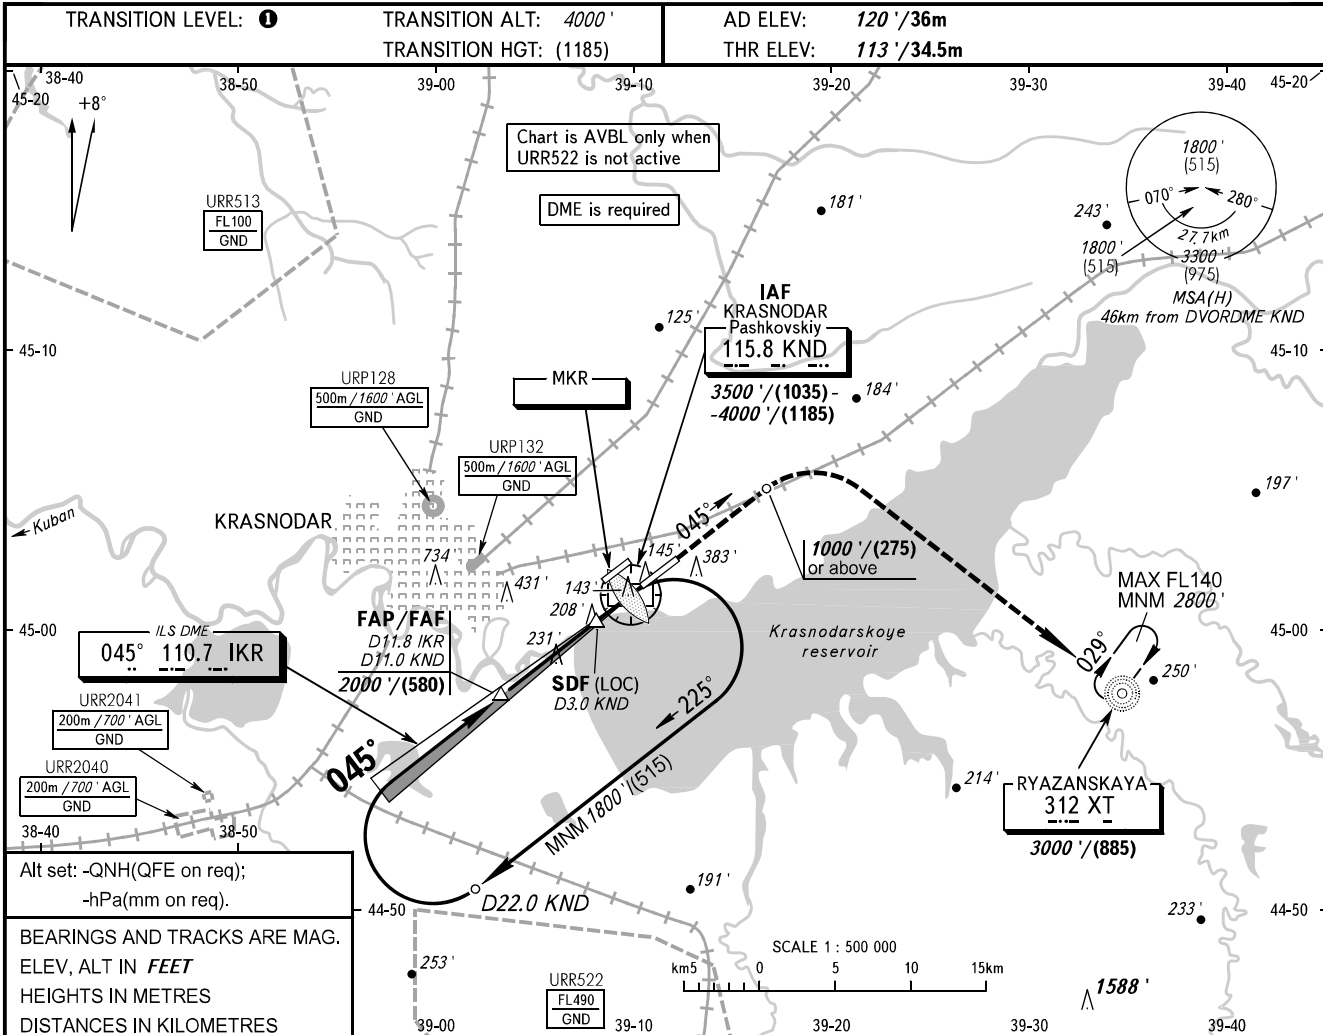 TRANSITION LEVEL: 1
TRANSITION ALT: 4000'
TRANSITION HGT: (1185)
AD ELEV: 120'/36m
THR ELEV: 113'/34.5m
38-40
38-50
39-00
39-10
39-20
39-30
39-40
45-20
45-20
+8°
Chart is AVBL only when
URR522 is not active
DME is required
URR513
FL100
GND
181'
243'
1800'
(515)
070°
280°
27.7km
1800'
(515)
3300'
(975)
MSA(H)
46km from DVORDME KND
125'
IAF
KRASNODAR
Pashkovskiy
115.8 KND
3500'/(1035)-
-4000'/(1185)
184'
45-10
45-10
MKR
URP128
500m/1600' AGL
GND
URP132
500m/1600' AGL
GND
197'
Kuban
KRASNODAR
734
431'
045°
145'
383'
143
208'
231'
1000'/(275)
or above
MAX FL140
MNM 2800'
029°
250'
FAP/FAF
D11.8 IKR
D11.0 KND
2000'/(580)
45-00
45-00
Krasnodarskoye
reservoir
ILS DME
045° 110.7 IKR
SDF (LOC)
D3.0 KND
225°
URR2041
200m/700' AGL
GND
URR2040
200m/700' AGL
GND
045°
MNM 1800'/(515)
214'
RYAZANSKAYA
312 XT
3000'/(885)
38-40
38-50
Alt set: -QNH(QFE on req);
-hPa(mm on req).
D22.0 KND
191'
44-50
44-50
233'
BEARINGS AND TRACKS ARE MAG.
ELEV, ALT IN FEET
HEIGHTS IN METRES
DISTANCES IN KILOMETRES
253'
URR522
FL490
GND
SCALE 1 : 500 000
km5 0 5 10 15km
1588'
39-00
39-10
39-20
39-30
39-40